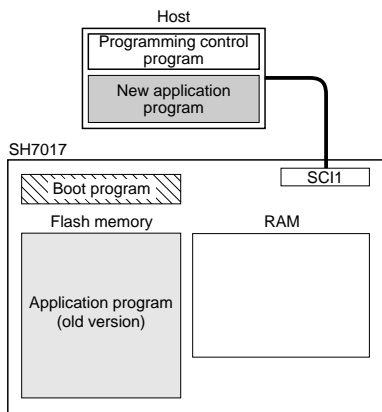 Host
Programming control
program
New application
program
SH7017
SCI1
Boot program
Flash memory
RAM
Application program
(old version)